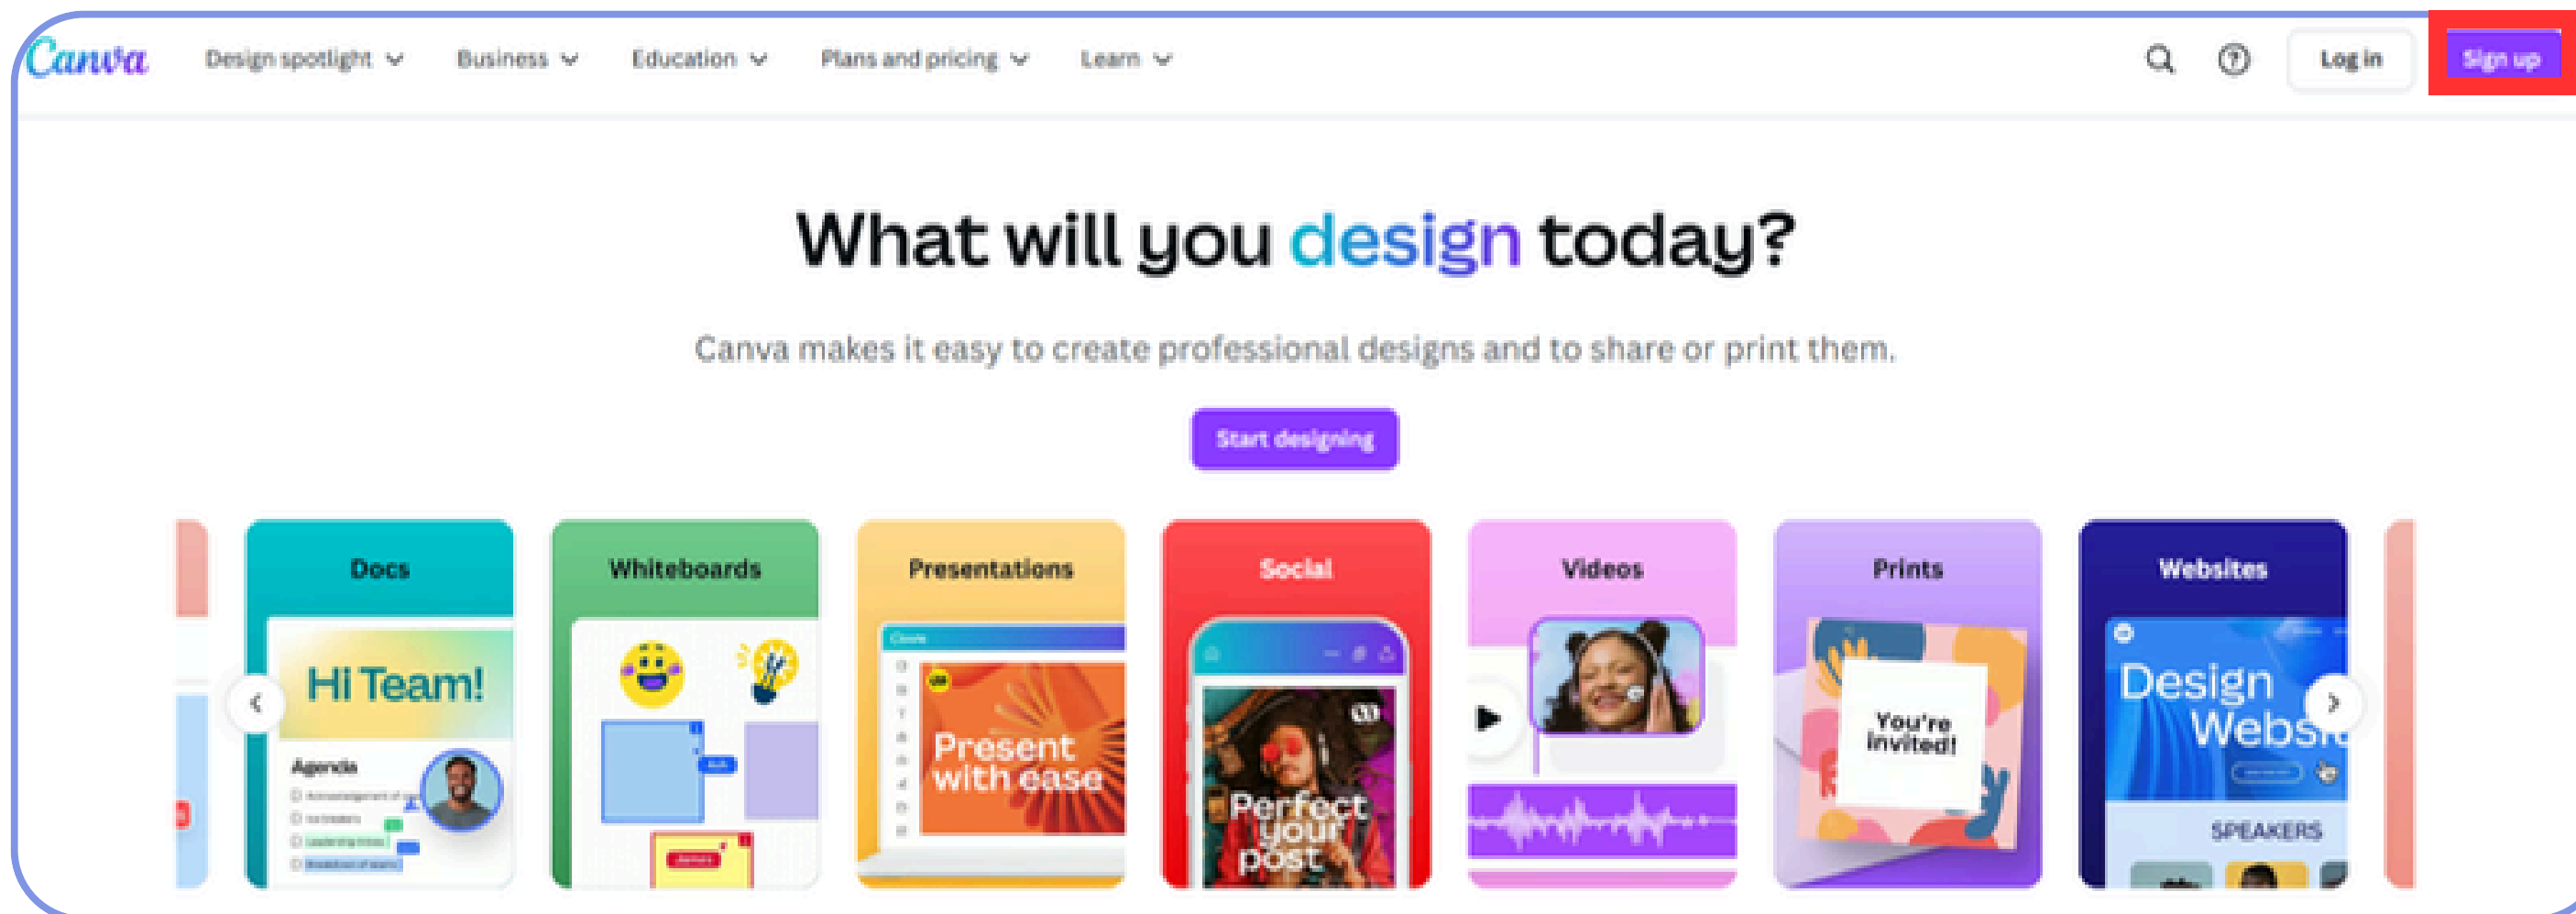 Canva Design spotlight Business Education Plans and pricing Learn Log in Sign up
What will you design today?
Canva makes it easy to create professional designs and to share or print them.
Start designing
Docs
Hi Team!
Agenda
Whiteboards
Presentations
Canva
Present
with ease
Social
Perfect
your
post
Videos
Prints
You're
invited!
Websites
Design
SPEAKERS